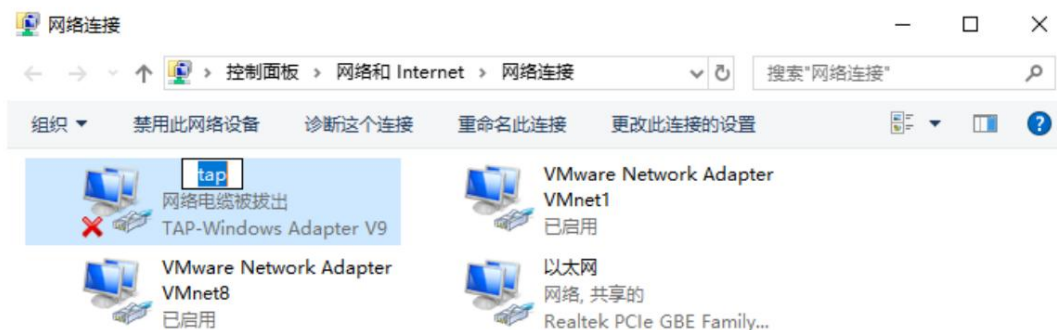 网络连接
控制面板 > 网络和 Internet > 网络连接
搜索"网络连接"
组织
禁用此网络设备
诊断这个连接
重命名此连接
更改此连接的设置
tap
网络电缆被拔出
TAP-Windows Adapter V9
VMware Network Adapter
VMnet1
已启用
VMware Network Adapter
VMnet8
已启用
以太网
网络, 共享的
Realtek PCIe GBE Family...